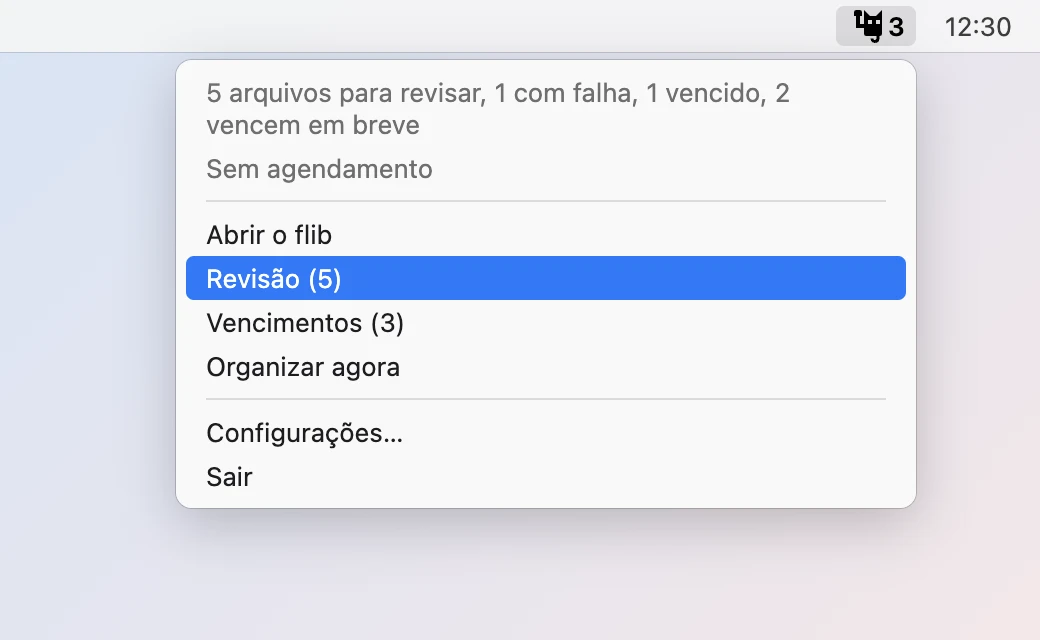 3 12:30
5 arquivos para revisar, 1 com falha, 1 vencido, 2
vencem em breve
Sem agendamento
Abrir o flib
Revisão (5)
Vencimentos (3)
Organizar agora
Configurações...
Sair